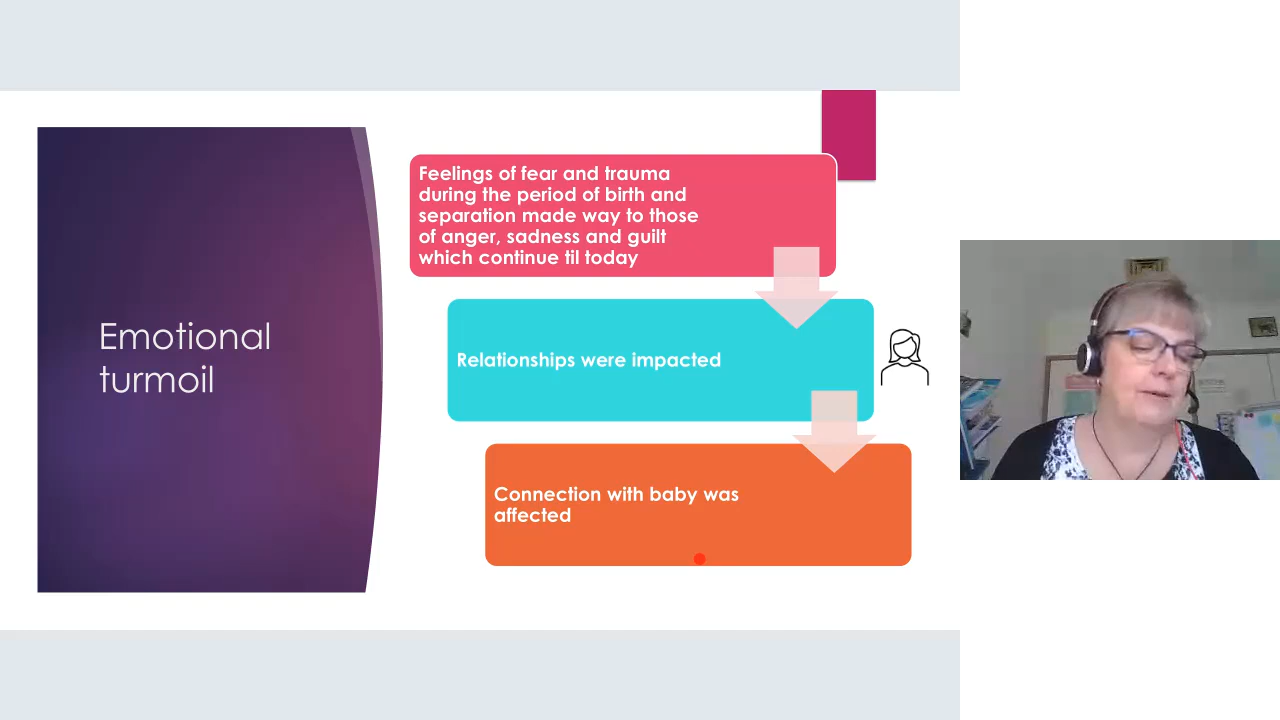 Emotional
turmoil
Feelings of fear and trauma
during the period of birth and
separation made way to those
of anger, sadness and guilt
which continue til today
Relationships were impacted
Connection with baby was
affected